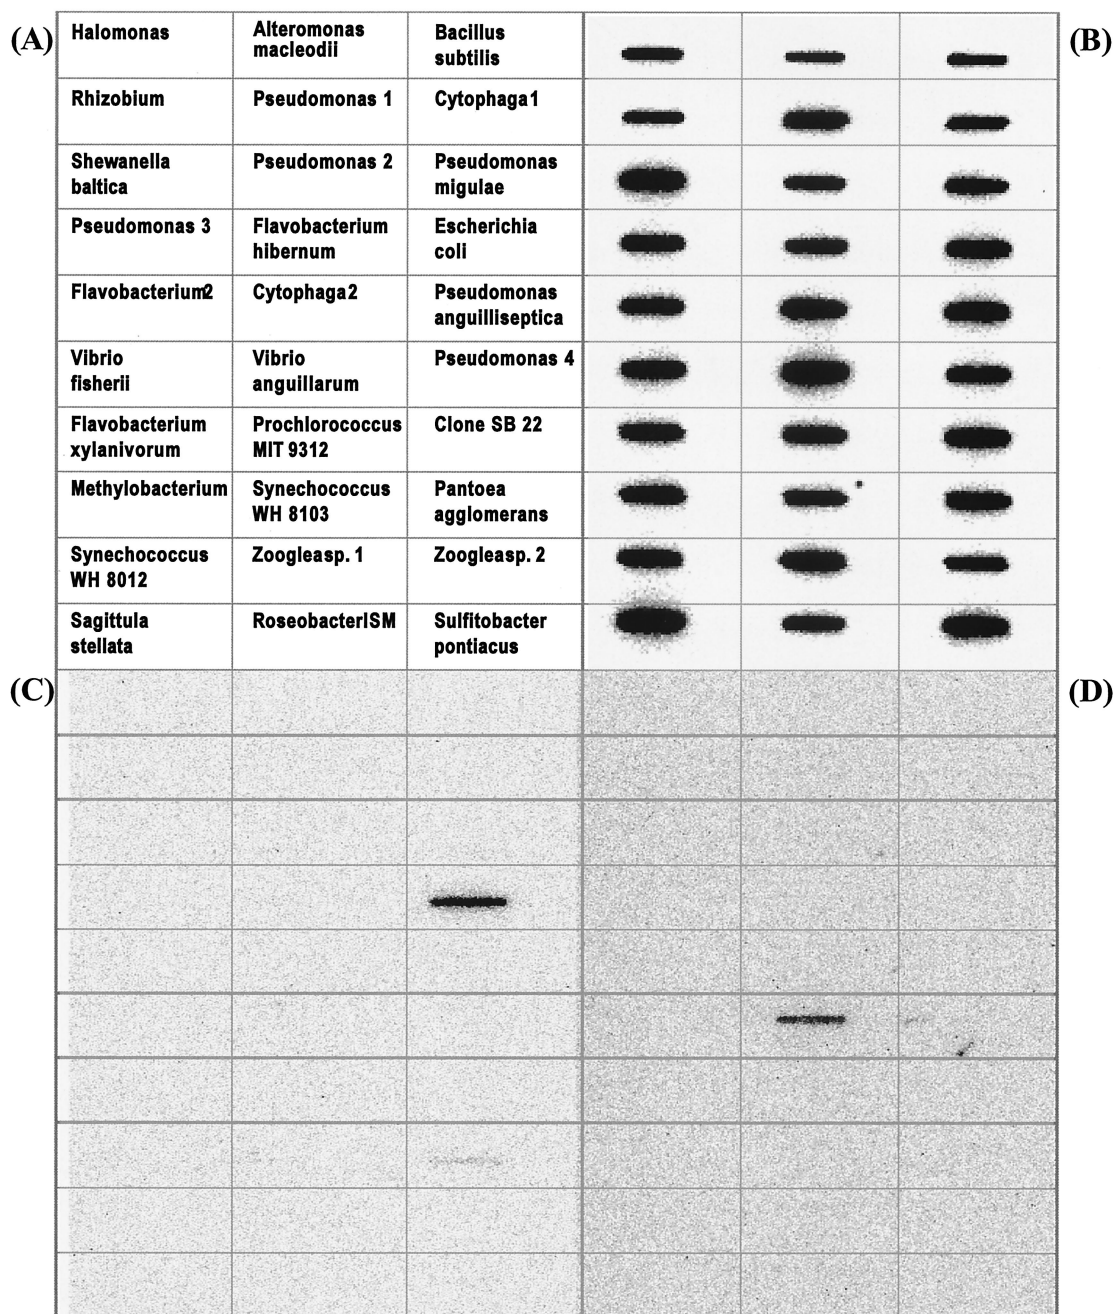 (A)
Halomonas
Alteromonas
macleodii
Bacillus
subtilis
(B)
Rhizobium
Pseudomonas 1
Cytophaga1
Shewanella
baltica
Pseudomonas 2
Pseudomonas
migulae
Pseudomonas 3
Flavobacterium
hibernum
Escherichia
coli
Flavobacterium2
Cytophaga2
Pseudomonas
anguilliseptica
Vibrio
fisherii
Vibrio
anguillarum
Pseudomonas 4
Flavobacterium
xylanivorum
Prochlorococcus
MIT 9312
Clone SB 22
Methylobacterium
Synechococcus
WH 8103
Pantoea
agglomerans
Synechococcus
WH 8012
Zoogleasp. 1
Zoogleasp. 2
Sagittula
stellata
RoseobacterISM
Sulfitobacter
pontiacus
(C)
(D)